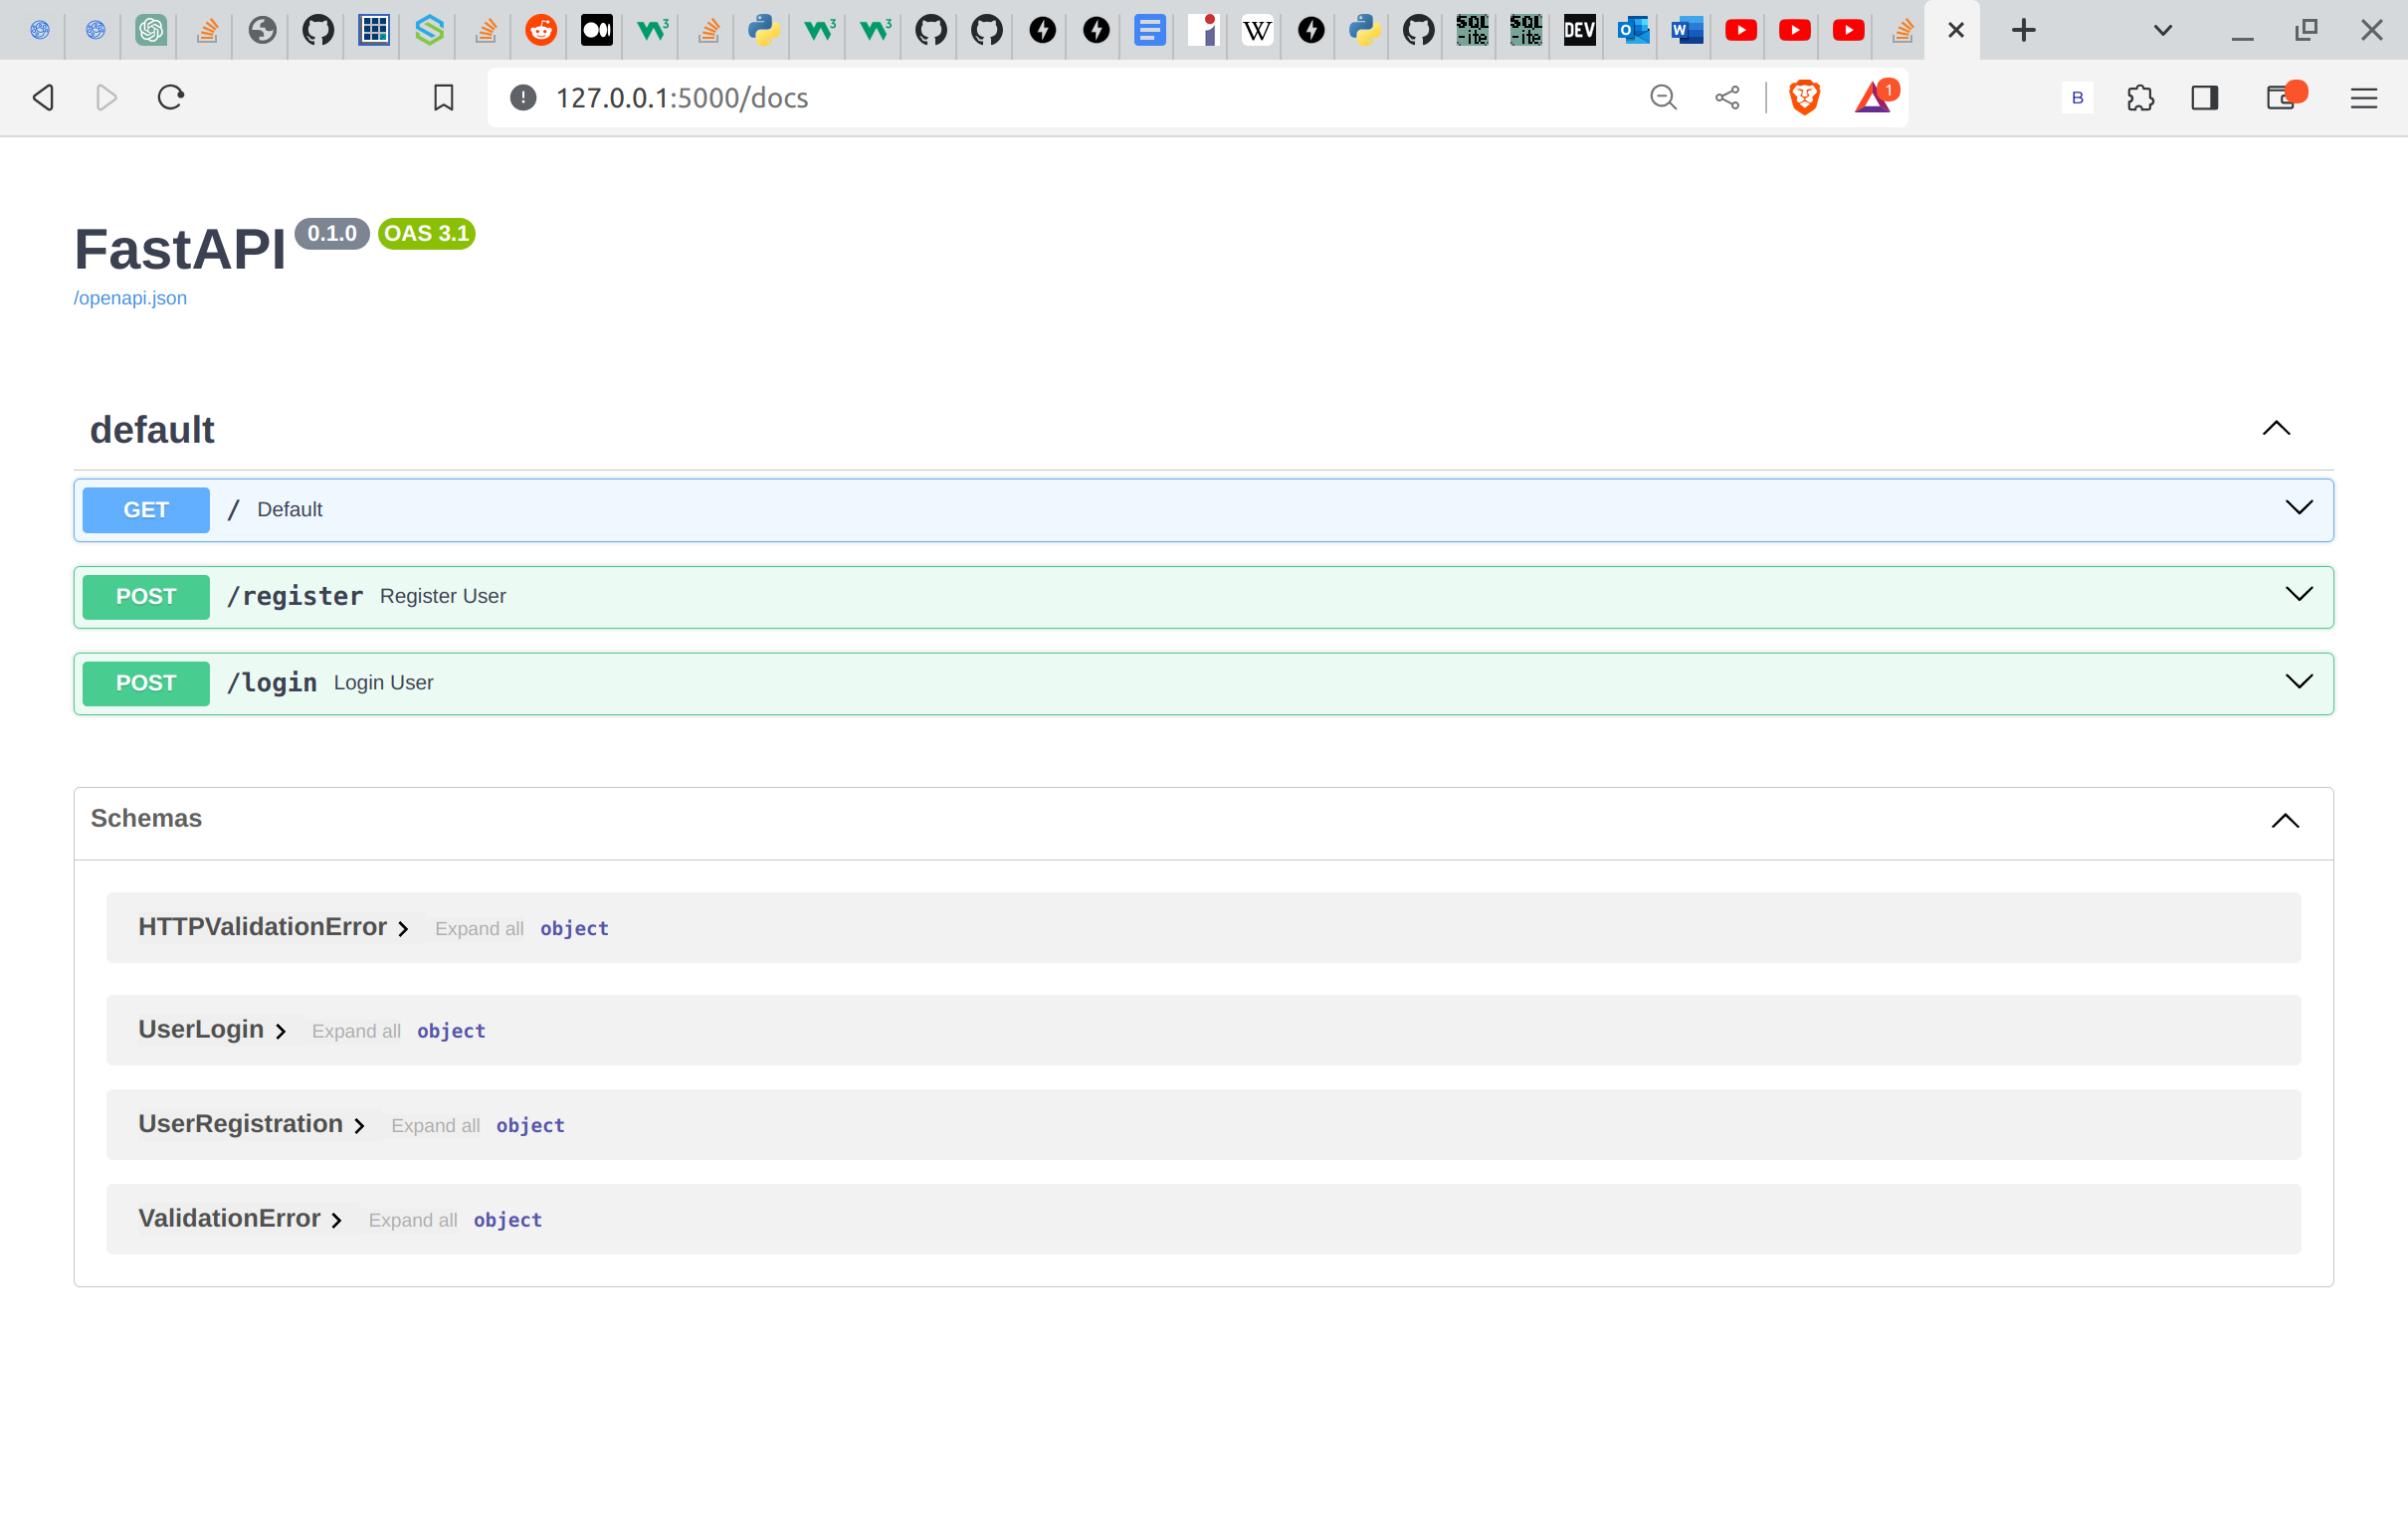 127.0.0.1:5000/docs
1
B
FastAPI 0.1.0 OAS 3.1
/openapi.json
default
GET / Default
POST /register Register User
POST /login Login User
Schemas
HTTPValidationError Expand all object
UserLogin Expand all object
UserRegistration Expand all object
ValidationError Expand all object